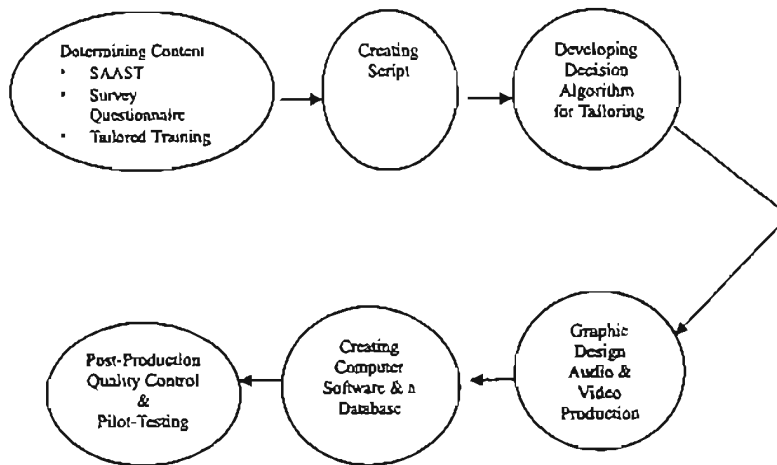 Determining Content
• SAAST
• Survey
Questionnaire
• Tailored Training
Creating
Script
Developing
Decision
Algorithm
for Tailoring
Graphic
Design
Audio &
Video
Production
Creating
Computer
Software & a
Database
Post-Production
Quality Control
&
Pilot-Testing